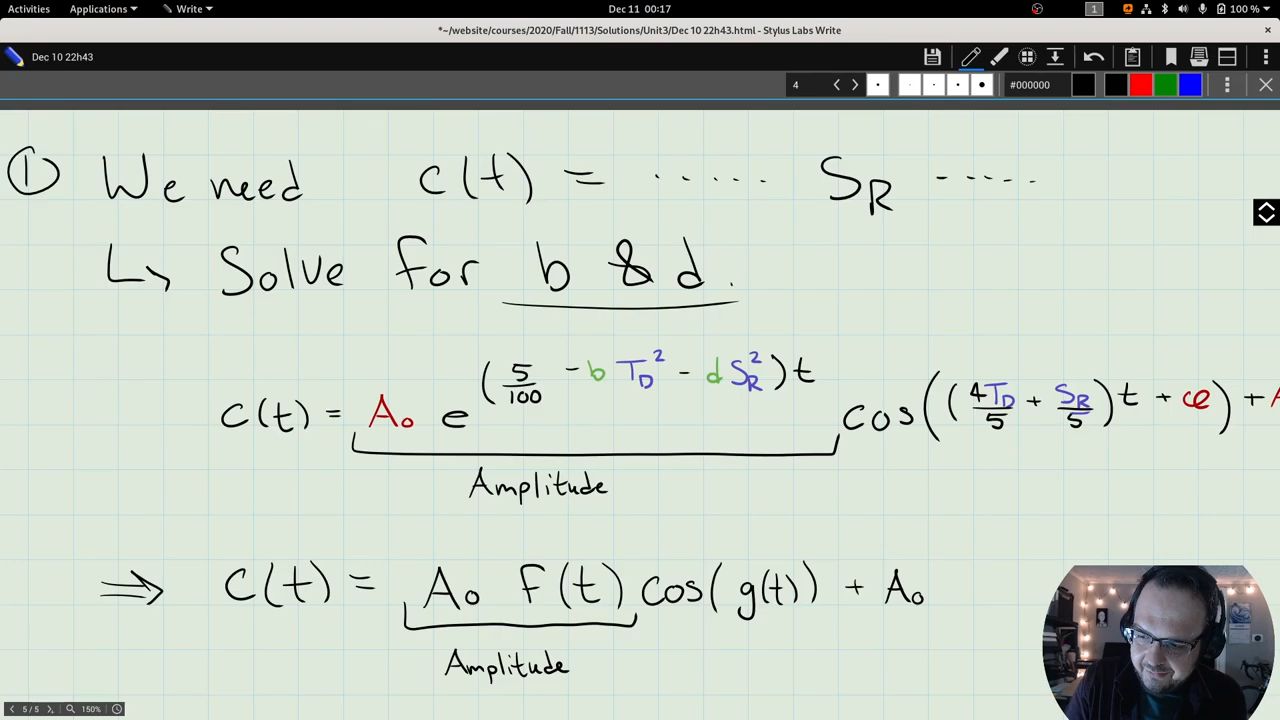 Activities Applications Write Dec 11 00:17 1 100 %
*~/website/courses/2020/Fall/1113/Solutions/Unit3/Dec 10 22h43.html - Stylus Labs Write
Dec 10 22h43
4 #000000
① We need c(t) = ..... S_R .....
↳ Solve for b & d.
c(t) = A₀ e^((5/100 - b T_D² - d S_R²)t) cos((4T_D/5 + S_R/5)t + φ) + A
Amplitude
⇒ C(t) = A₀ f(t) cos(g(t)) + A₀
Amplitude
5/5 150%